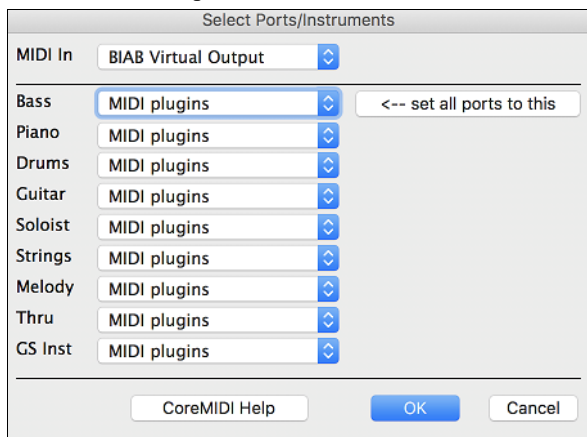 Select Ports/Instruments
MIDI In BIAB Virtual Output
Bass MIDI plugins <-- set all ports to this
Piano MIDI plugins
Drums MIDI plugins
Guitar MIDI plugins
Soloist MIDI plugins
Strings MIDI plugins
Melody MIDI plugins
Thru MIDI plugins
GS Inst MIDI plugins
CoreMIDI Help OK Cancel